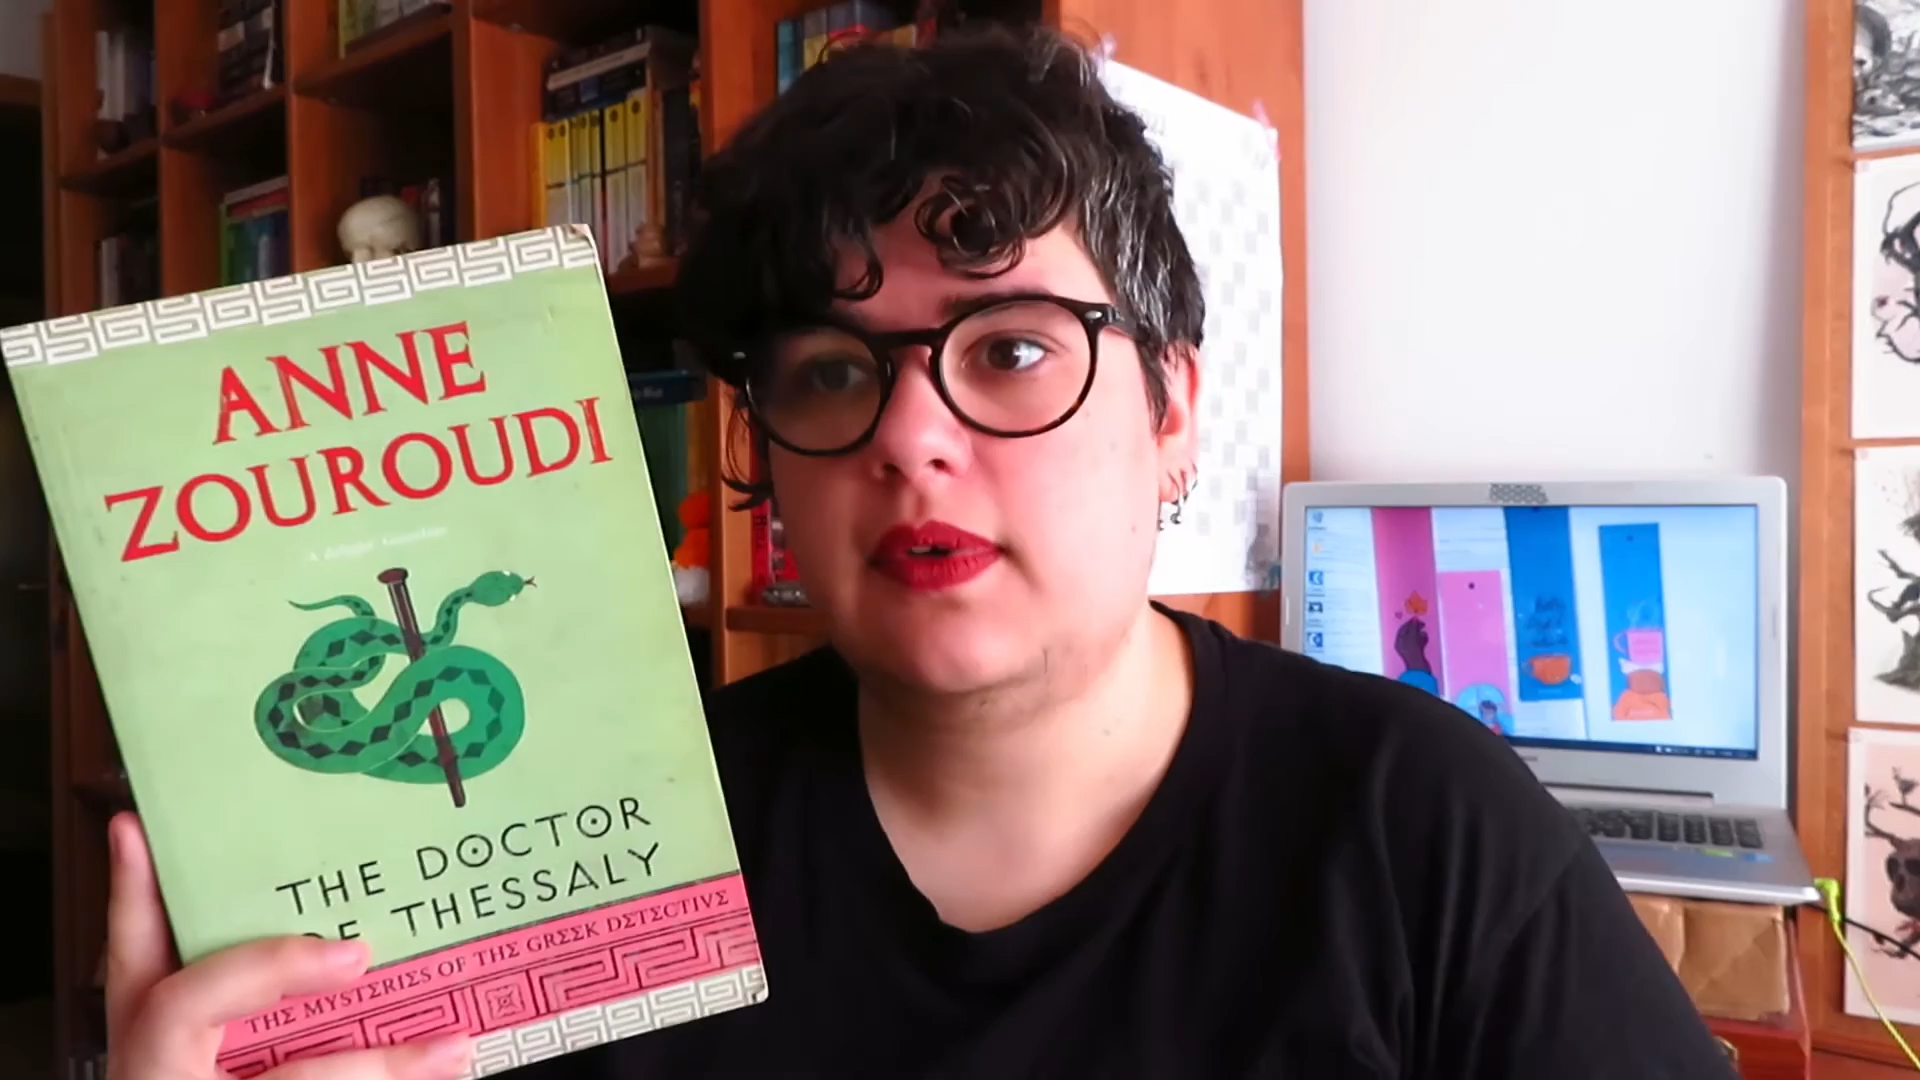 ANNE
ZOUROUDI
THE DOCTOR
OF THESSALY
THE MYSTERIES OF THE GREEK DETECTIVE